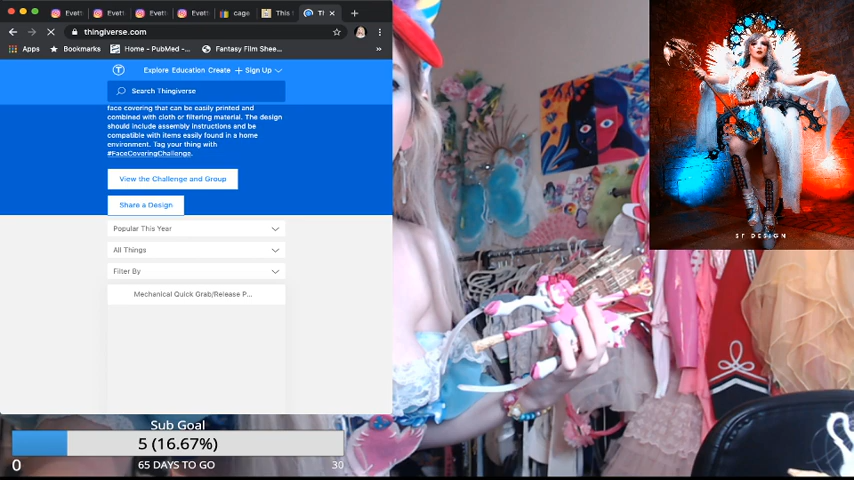 Evett
Evett
Evett
Evett
cage
This
T
thingiverse.com
Apps
Bookmarks
Home - PubMed -...
Fantasy Film Shee...
»
Explore Education Create + Sign Up
Search Thingiverse
face covering that can be easily printed and
combined with cloth or filtering material. The design
should include assembly instructions and be
compatible with items easily found in a home
environment. Tag your thing with
#FaceCoveringChallenge.
View the Challenge and Group
Share a Design
Popular This Year
All Things
Filter By
Mechanical Quick Grab/Release P...
SF DESIGN
Sub Goal
5 (16.67%)
0
65 DAYS TO GO
30